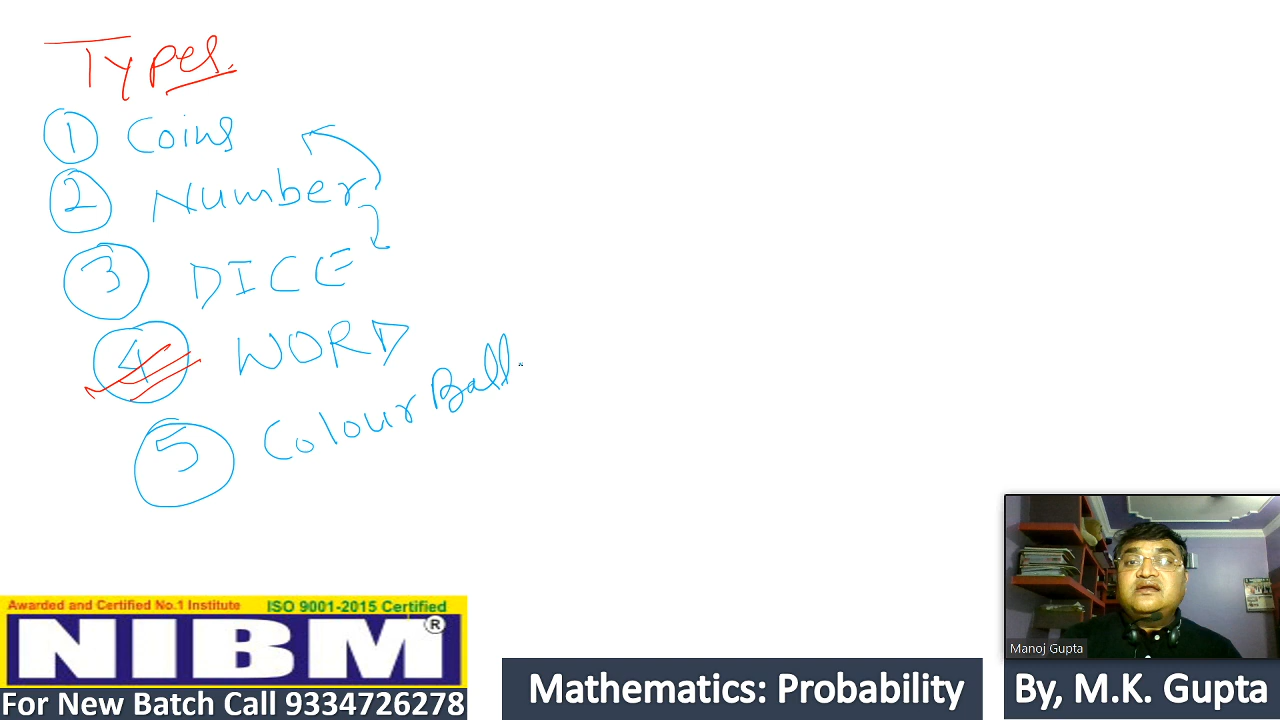 Types.
1 Coins
2 Number
3 DICE
4 WORD
5 Colour Ball
Manoj Gupta
Awarded and Certified No.1 Institute ISO 9001-2015 Certified
NIBM ®
For New Batch Call 9334726278
Mathematics: Probability
By, M.K. Gupta